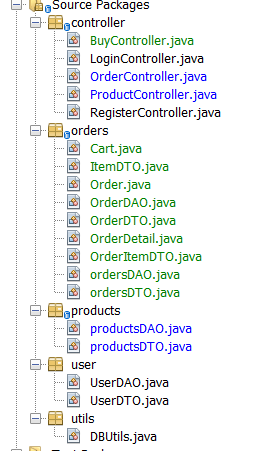 Source Packages
controller
BuyController.java
LoginController.java
OrderController.java
ProductController.java
RegisterController.java
orders
Cart.java
ItemDTO.java
Order.java
OrderDAO.java
OrderDTO.java
OrderDetail.java
OrderItemDTO.java
ordersDAO.java
ordersDTO.java
products
productsDAO.java
productsDTO.java
user
UserDAO.java
UserDTO.java
utils
DBUtils.java